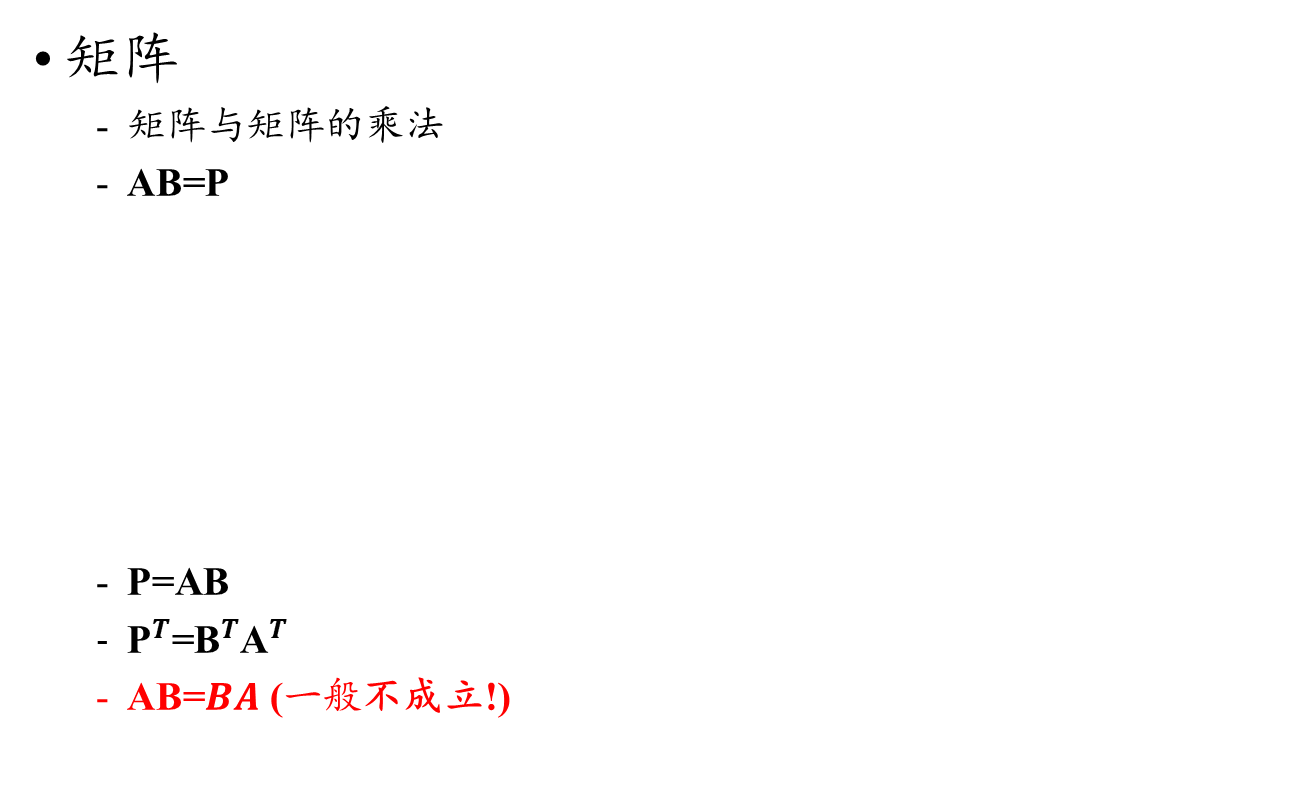 • 矩阵
- 矩阵与矩阵的乘法
- AB=P
- P=AB
- Pᵀ=BᵀAᵀ
- AB=BA (一般不成立!)